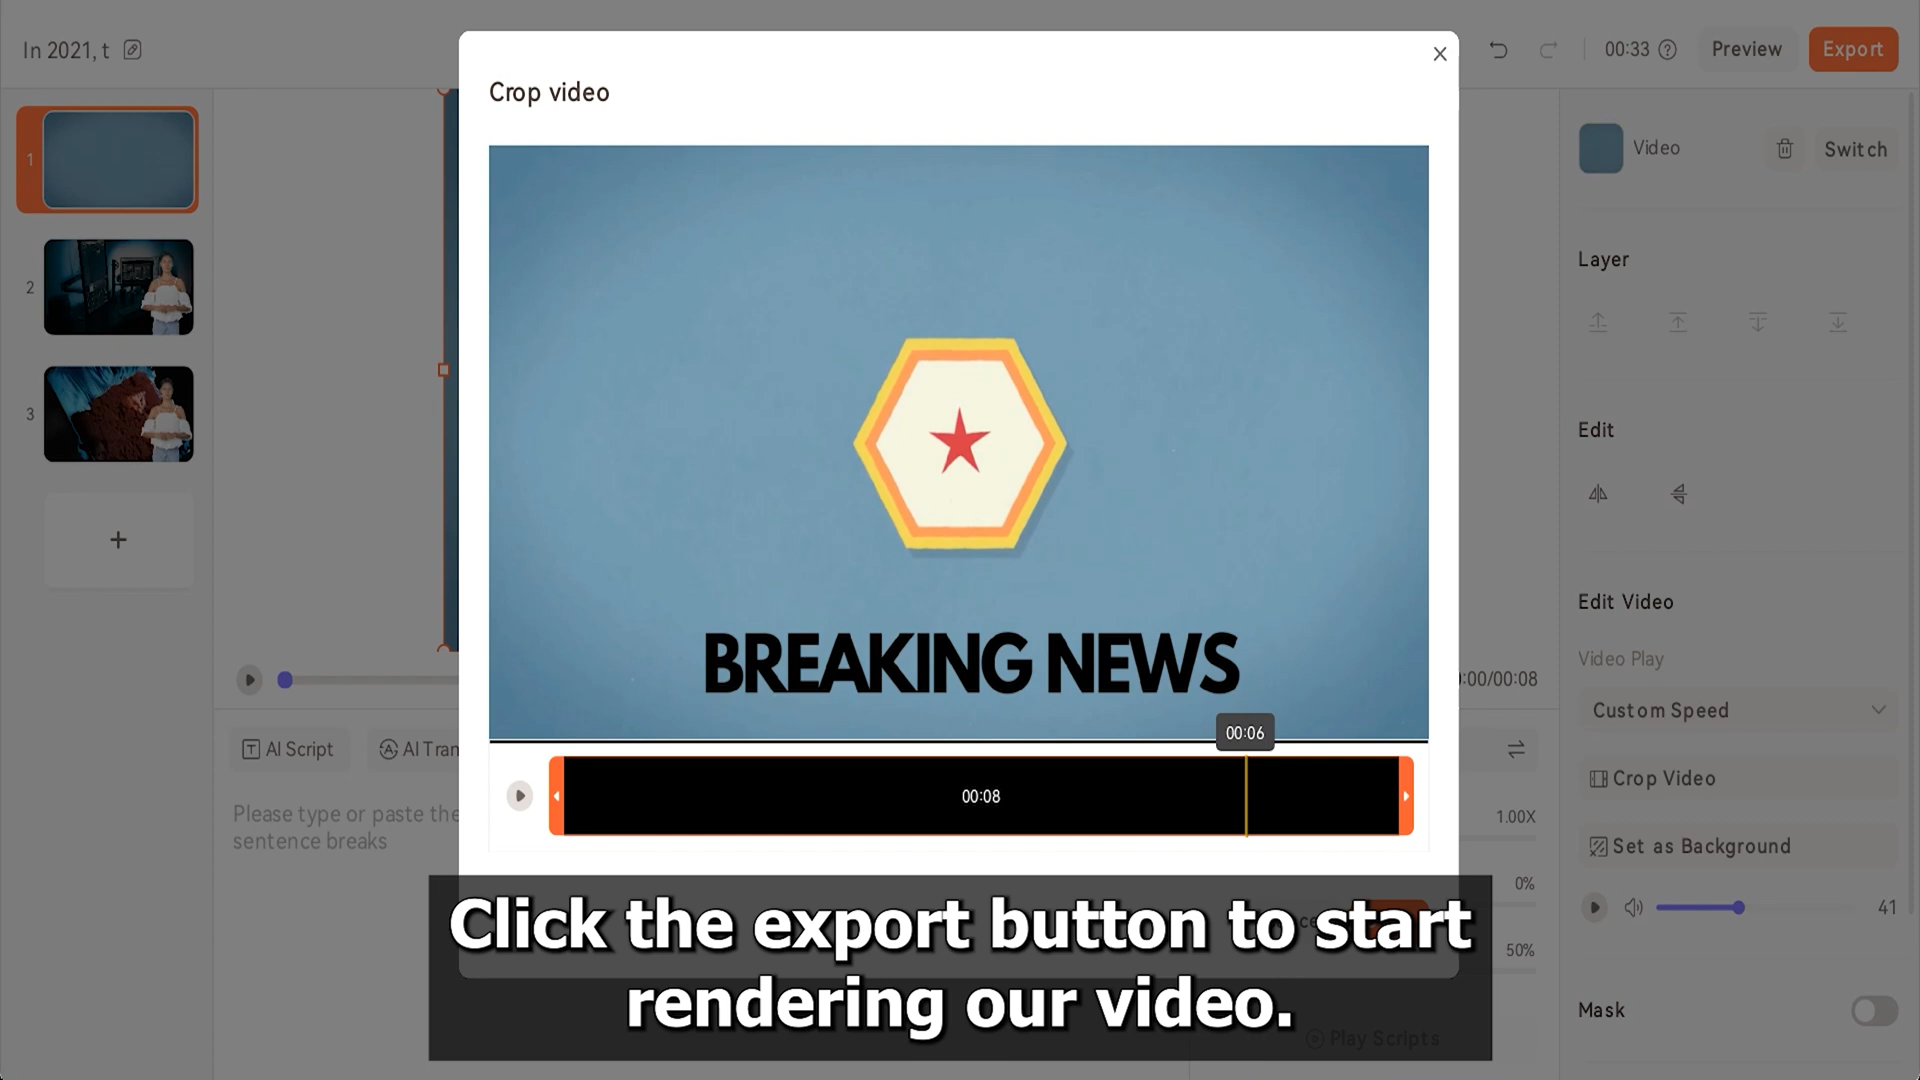 In 2021, t
00:33
Preview
Export
Crop video
1
2
3
+
BREAKING NEWS
00:06
00:08
00:00/00:08
AI Script
AI Tran
Please type or paste the
sentence breaks
1.00X
0%
50%
Play Scripts
Video
Switch
Layer
Edit
Edit Video
Video Play
Custom Speed
Crop Video
Set as Background
41
Mask
Click the export button to start
rendering our video.